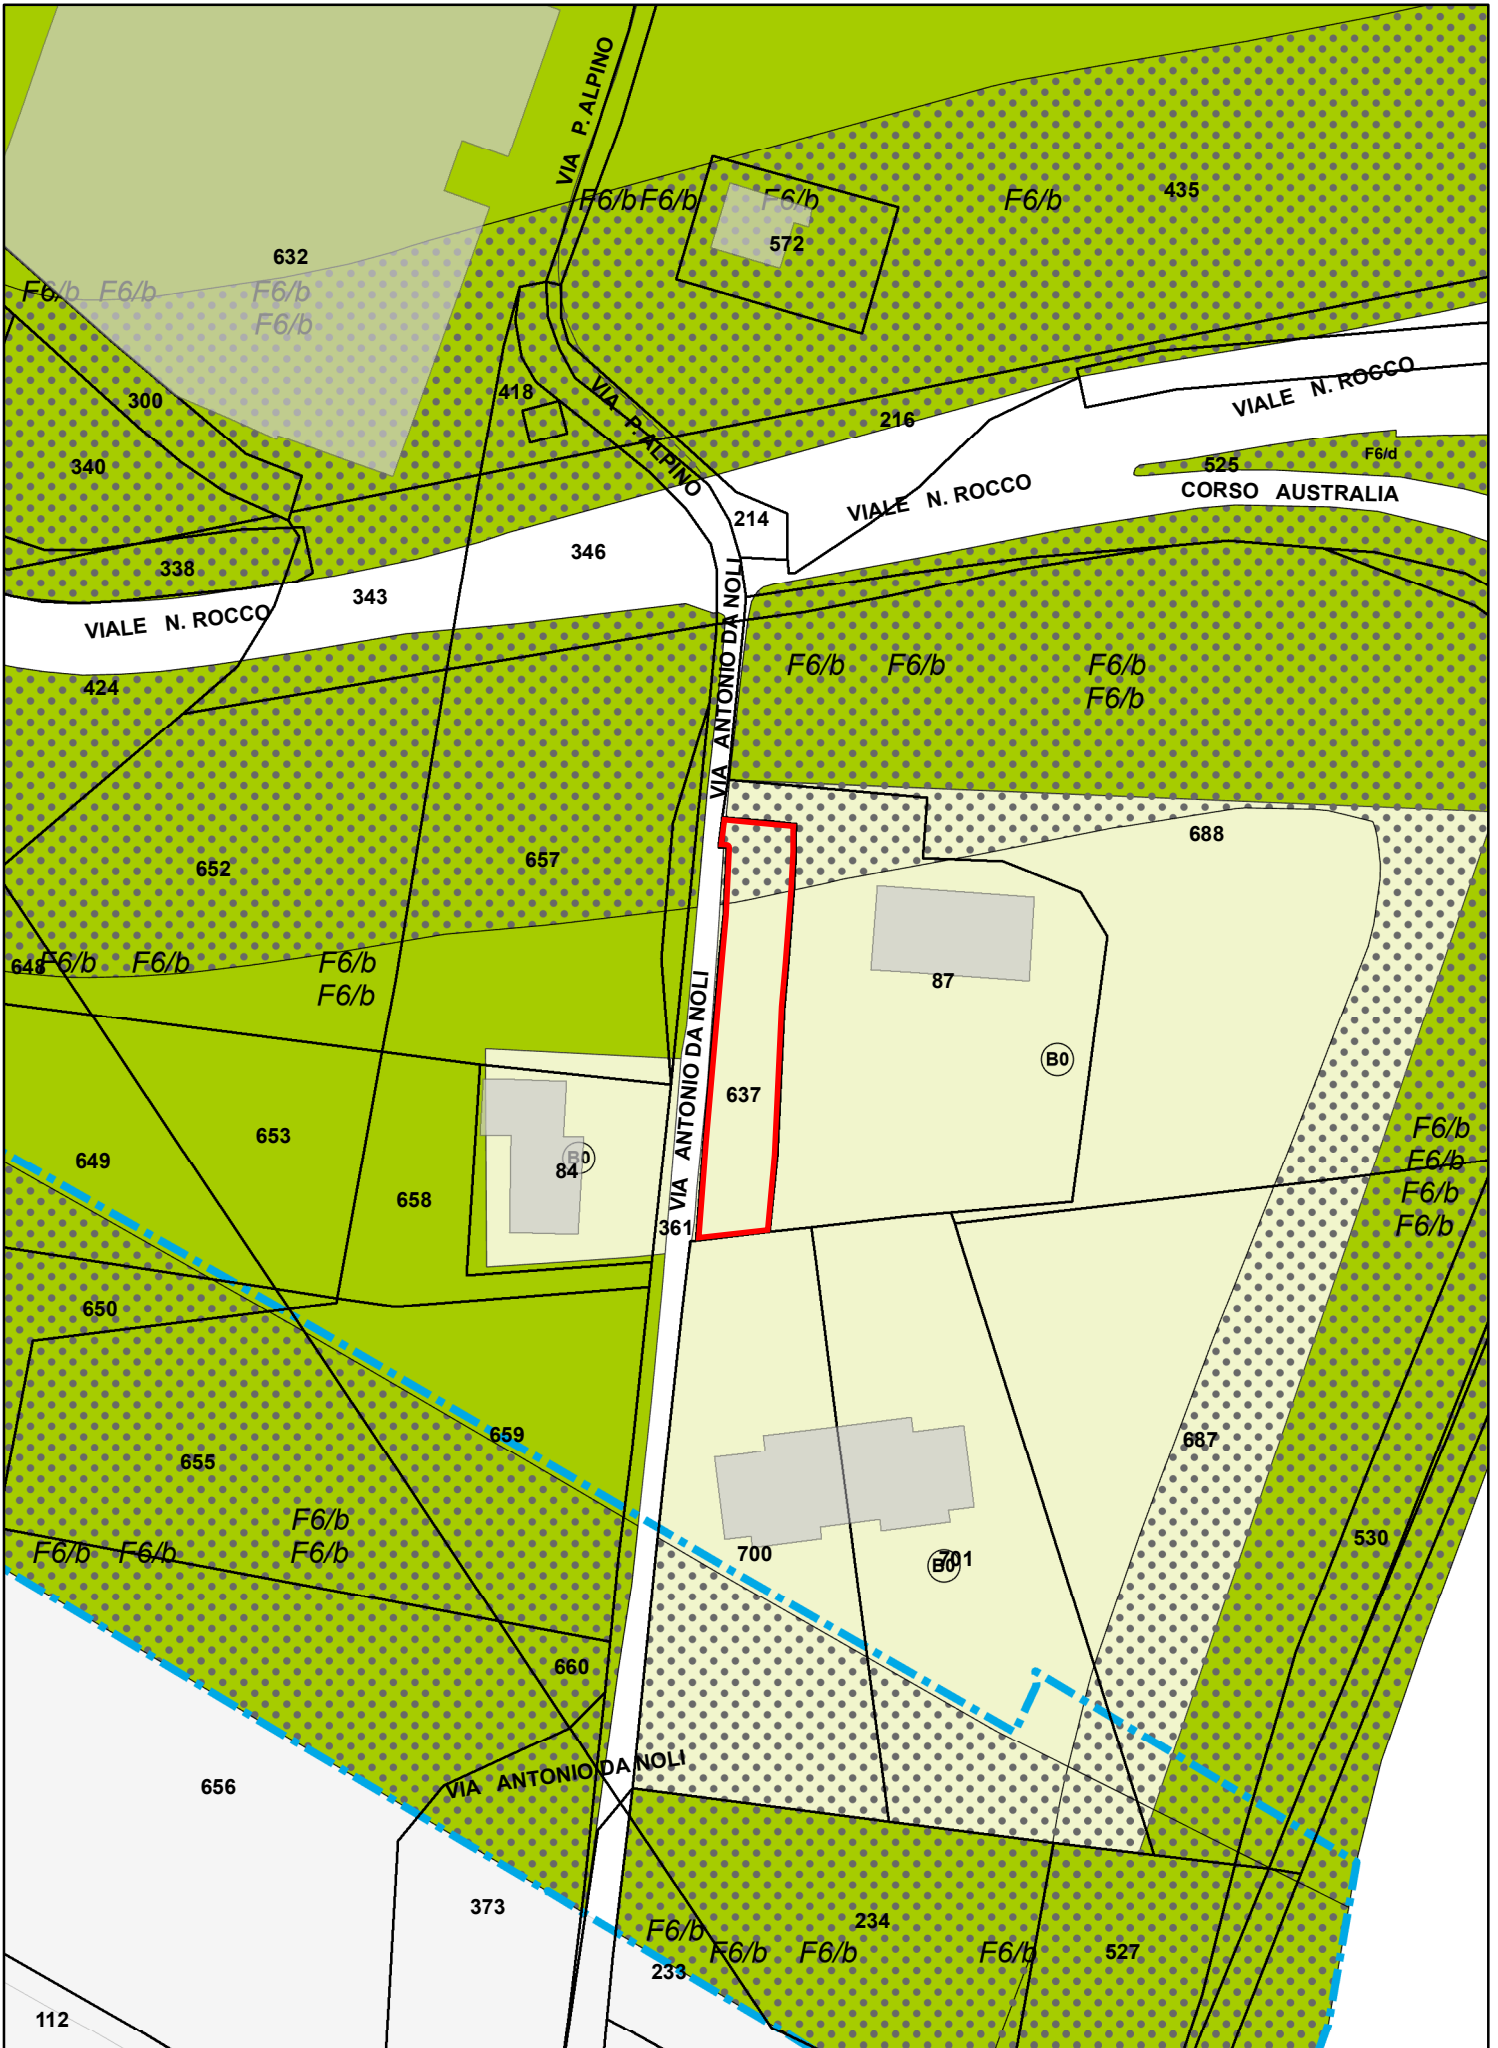 VIA P. ALPINO
F6/b F6/b F6/b F6/b 435
572
632
F6/b F6/b F6/b
F6/b
VIALE N. ROCCO
300
418
VIA P. ALPINO
216
340
F6/d
525
CORSO AUSTRALIA
VIALE N. ROCCO
214
346
338
343
VIALE N. ROCCO
VIA ANTONIO DA NOLI
F6/b F6/b F6/b
F6/b
424
688
657
652
648 F6/b F6/b F6/b
F6/b
87
B0
VIA ANTONIO DA NOLI
637
653
649
B0
84
658
361
F6/b
F6/b
F6/b
F6/b
650
659
687
655
F6/b
F6/b F6/b F6/b
530
700
B0 701
660
VIA ANTONIO DA NOLI
656
373
234
F6/b
F6/b F6/b F6/b 527
233
112